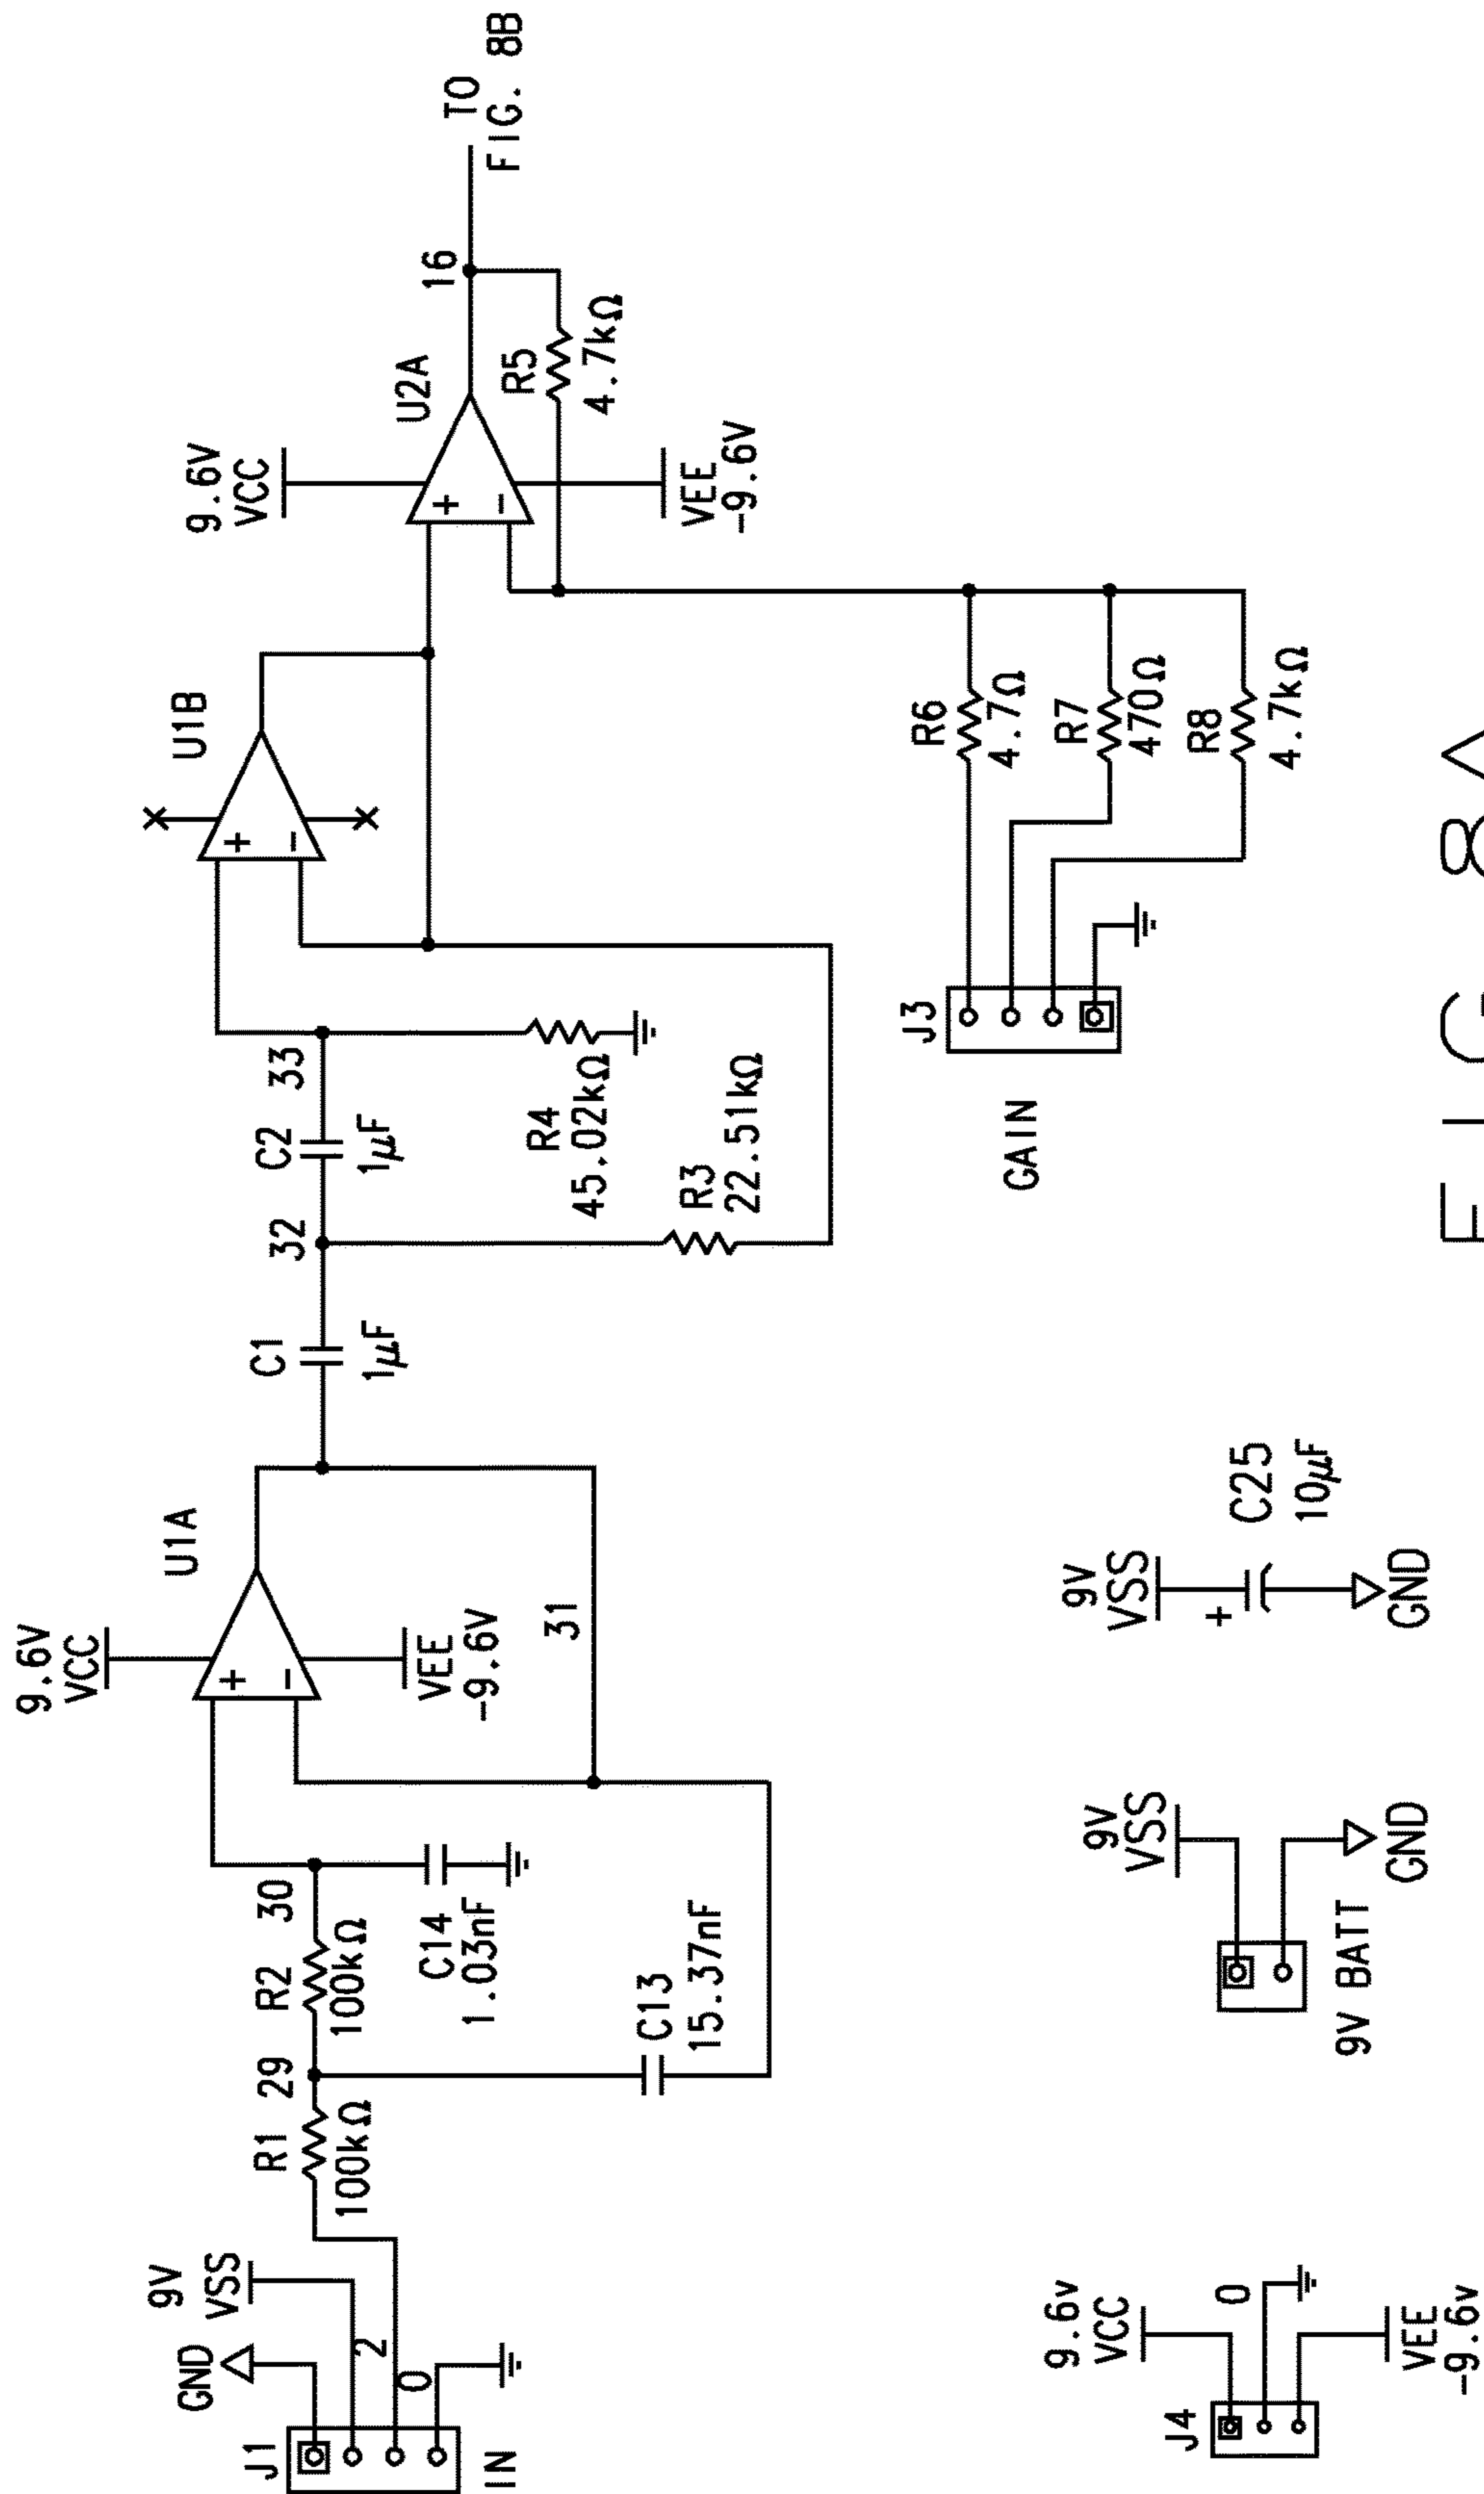 9.6V
VCC
U1A
VEE
-9.6V
31
GND
9V
VSS
J1
2
0
IN
R1
100kΩ
29
R2
100kΩ
30
C14
1.03nF
C13
15.37nF
C1
1µF
32
C2
1µF
33
R4
45.02kΩ
R3
22.51kΩ
U1B
9.6V
VCC
U2A
VEE
-9.6V
16
R5
4.7kΩ
TO
FIG. 8B
R6
4.7Ω
R7
470Ω
R8
4.7kΩ
J3
GAIN
9.6v
VCC
0
J4
VEE
-9.6v
9V
VSS
GND
9V BATT
9V
VSS
+
C25
10µF
GND
FIG. 8A